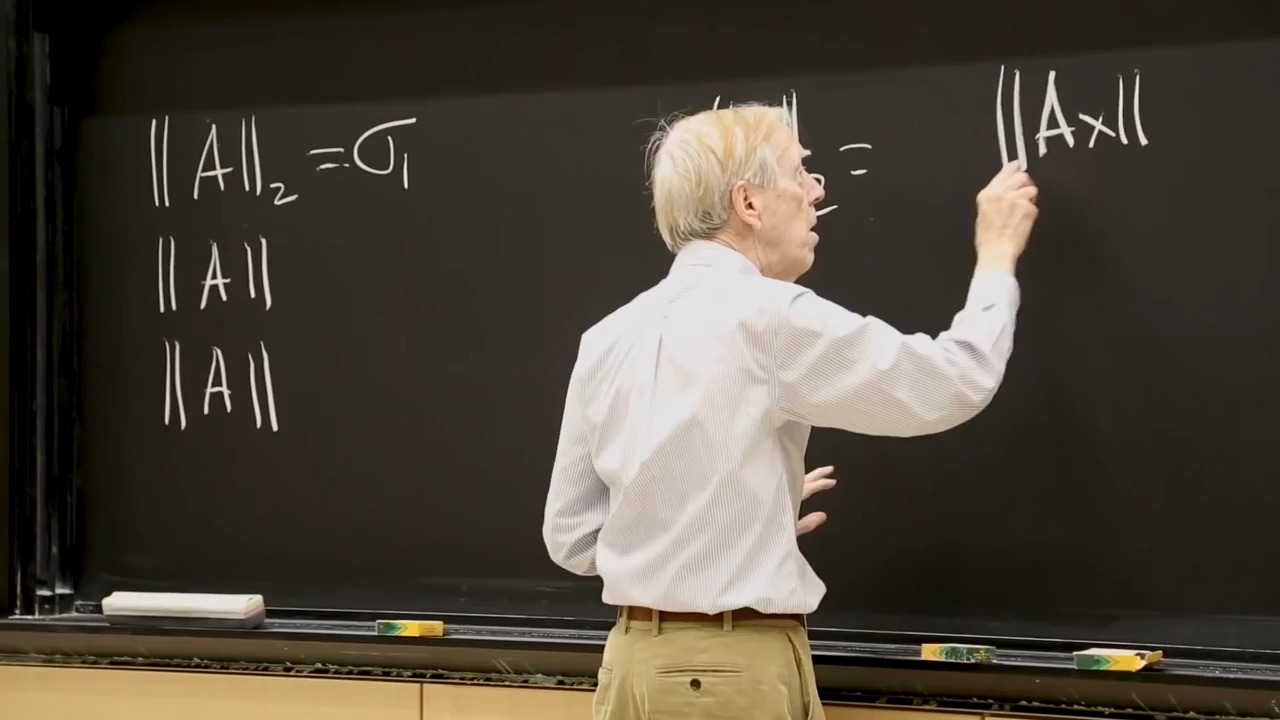 ‖A‖₂ = σ₁
‖A‖
‖A‖
=
‖Ax‖